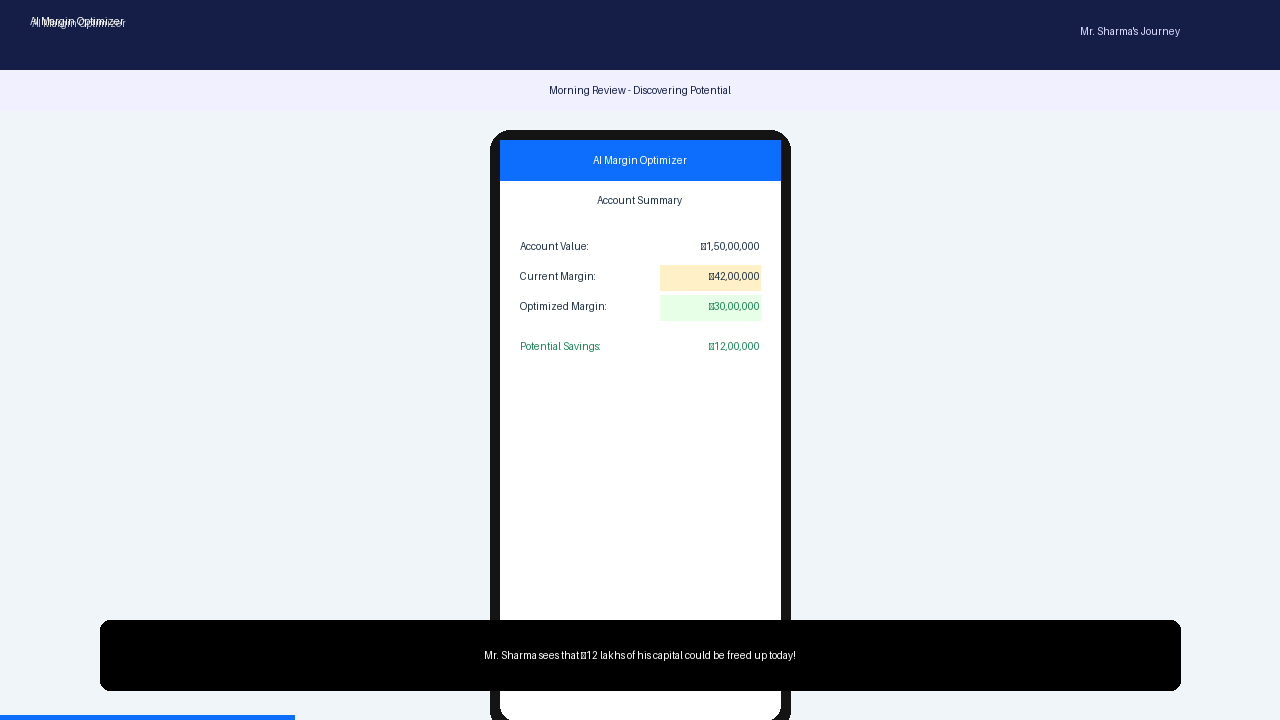 AI Margin Optimizer
Mr. Sharma's Journey
Morning Review - Discovering Potential
AI Margin Optimizer
Account Summary
Account Value: 1,50,00,000
Current Margin: 42,00,000
Optimized Margin: 30,00,000
Potential Savings: 12,00,000
Mr. Sharma sees that 12 lakhs of his capital could be freed up today!